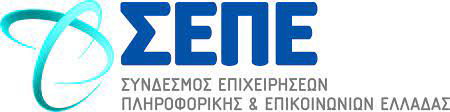 ΣΕΠΕ
ΣΥΝΔΕΣΜΟΣ ΕΠΙΧΕΙΡΗΣΕΩΝ
ΠΛΗΡΟΦΟΡΙΚΗΣ & ΕΠΙΚΟΙΝΩΝΙΩΝ ΕΛΛΑΔΑΣ